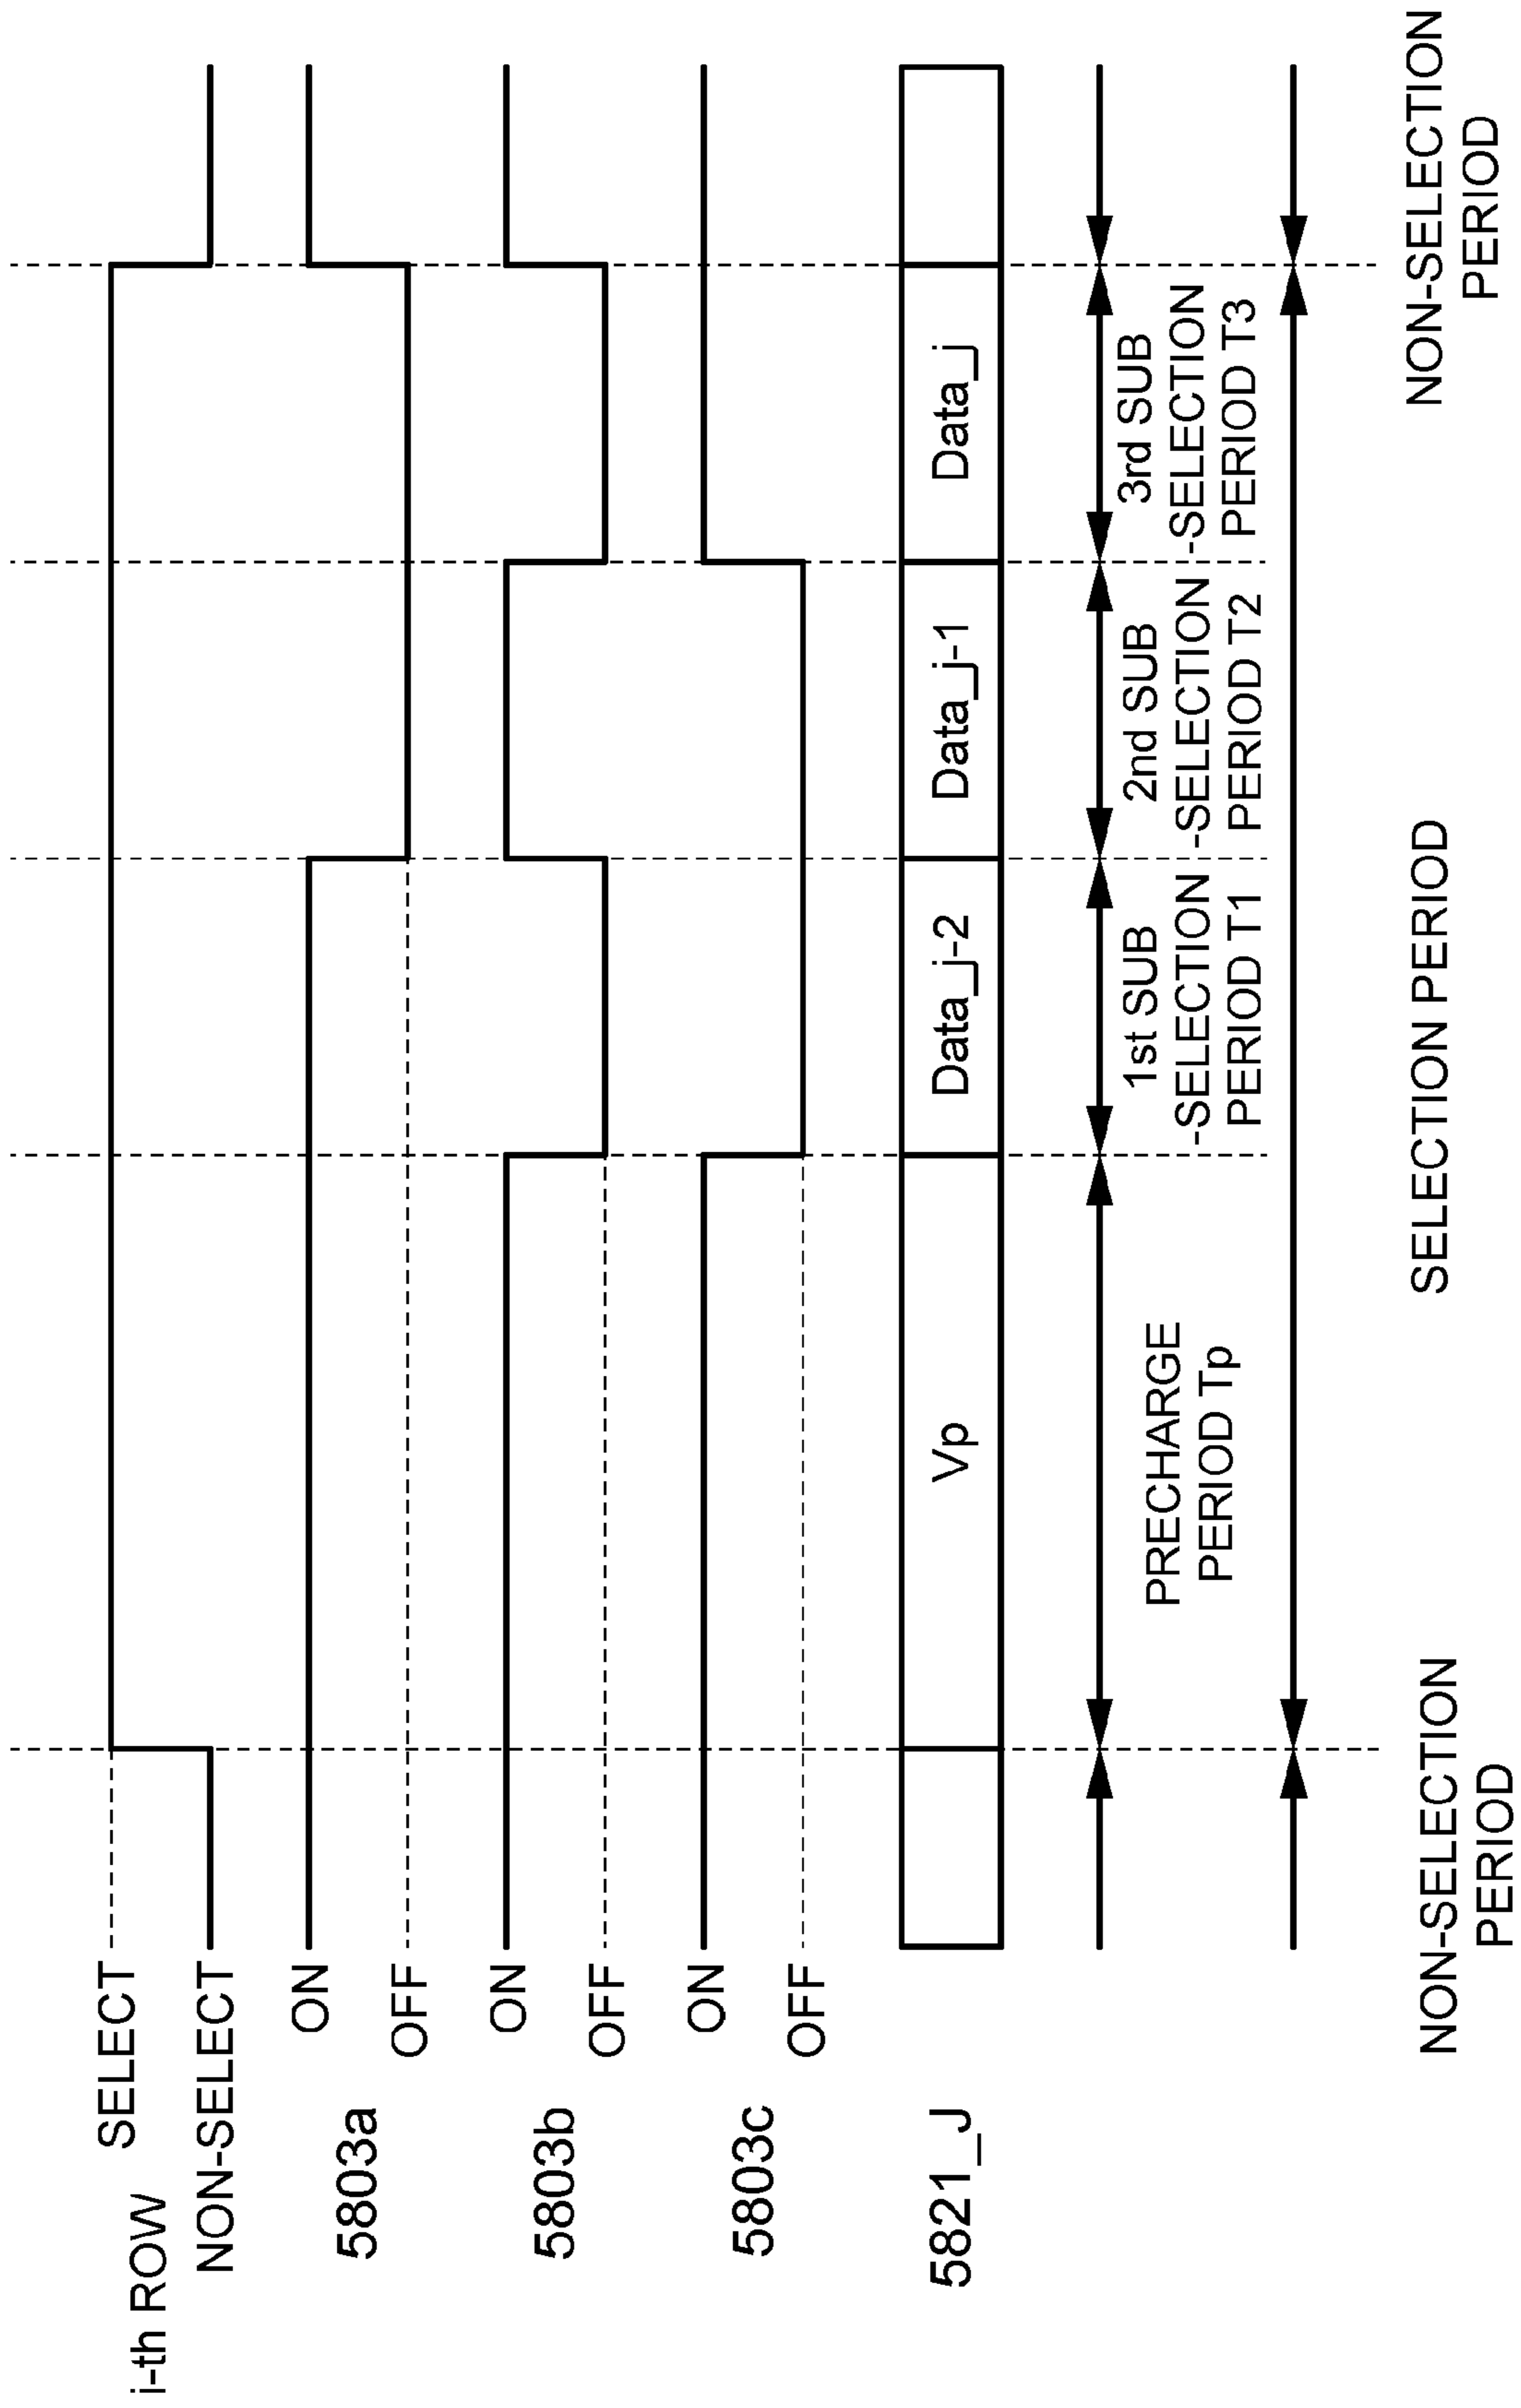 i-th ROW
SELECT
NON-SELECT
5803a
ON
OFF
5803b
ON
OFF
5803c
ON
OFF
5821_J
Vp
Data_j-2
Data_j-1
Data_j
PRECHARGE
PERIOD Tp
1st SUB
-SELECTION
PERIOD T1
2nd SUB
-SELECTION
PERIOD T2
3rd SUB
-SELECTION
PERIOD T3
NON-SELECTION
PERIOD
SELECTION PERIOD
NON-SELECTION
PERIOD